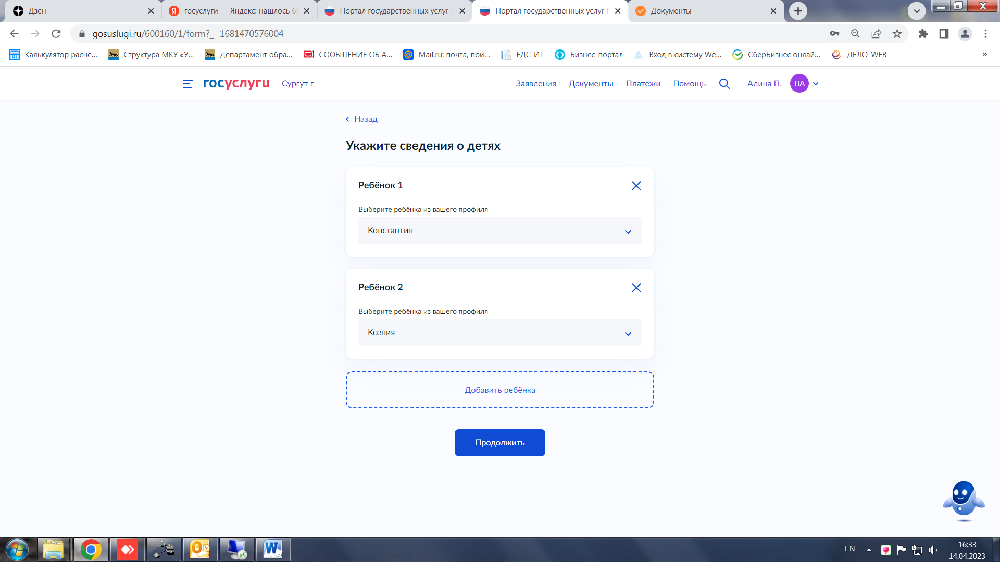 Дзен
госуслуги — Яндекс: нашлось
Портал государственных услуг
Портал государственных услуг
Документы
gosuslugi.ru/600160/1/form?_=1681470576004
Калькулятор расче...
Структура МКУ «У...
Департамент обра...
СООБЩЕНИЕ ОБ А...
Mail.ru: почта, пои...
ЕДС-ИТ
Бизнес-портал
Вход в систему We...
СберБизнес онлай...
ДЕЛО-WEB
»
госуслуги
Сургут г
Заявления
Документы
Платежи
Помощь
Алина П.
ПА
Назад
Укажите сведения о детях
Ребёнок 1
Выберите ребёнка из вашего профиля
Константин
Ребёнок 2
Выберите ребёнка из вашего профиля
Ксения
Добавить ребёнка
Продолжить
EN
16:33
14.04.2023